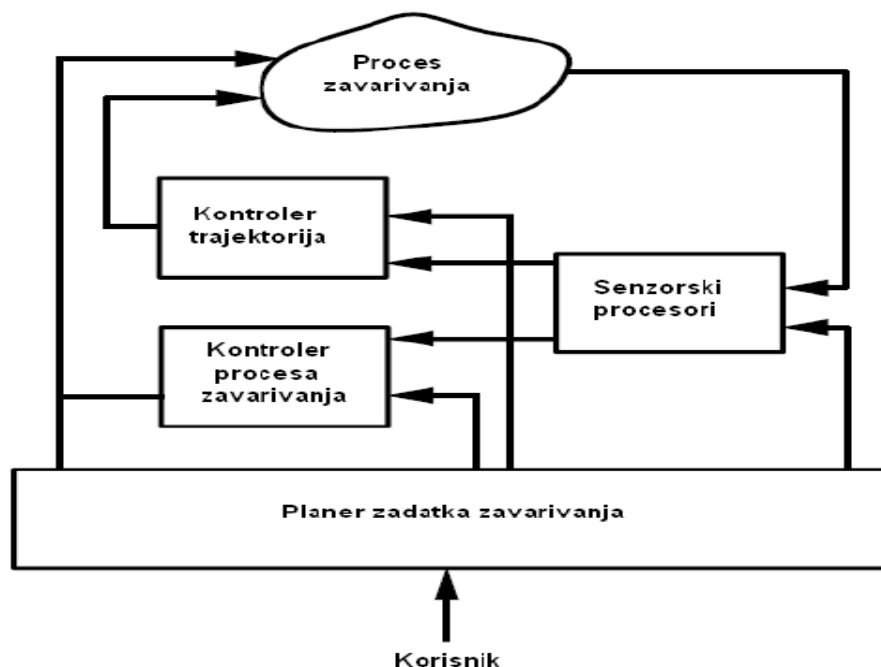 Proces
zavarivanja
Kontroler
trajektorija
Senzorski
procesori
Kontroler
procesa
zavarivanja
Planer zadatka zavarivanja
Korisnik